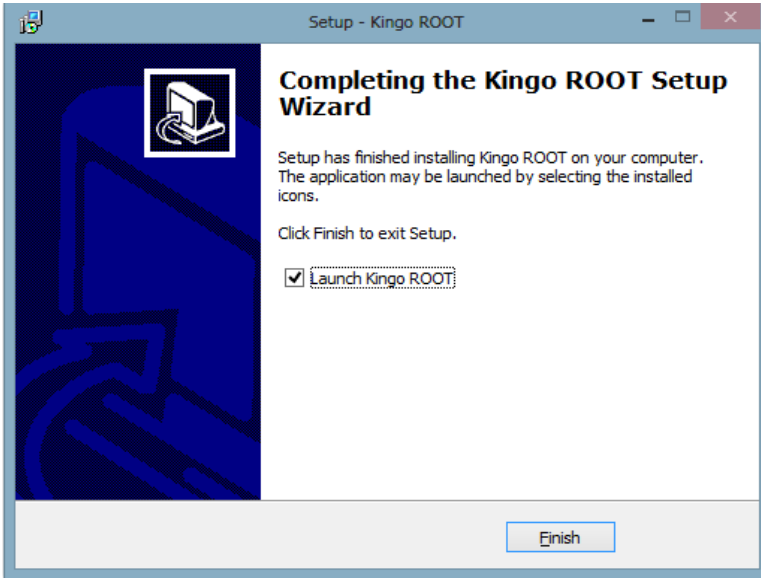 Setup - Kingo ROOT
Completing the Kingo ROOT Setup
Wizard
Setup has finished installing Kingo ROOT on your computer.
The application may be launched by selecting the installed
icons.
Click Finish to exit Setup.
Launch Kingo ROOT
Finish